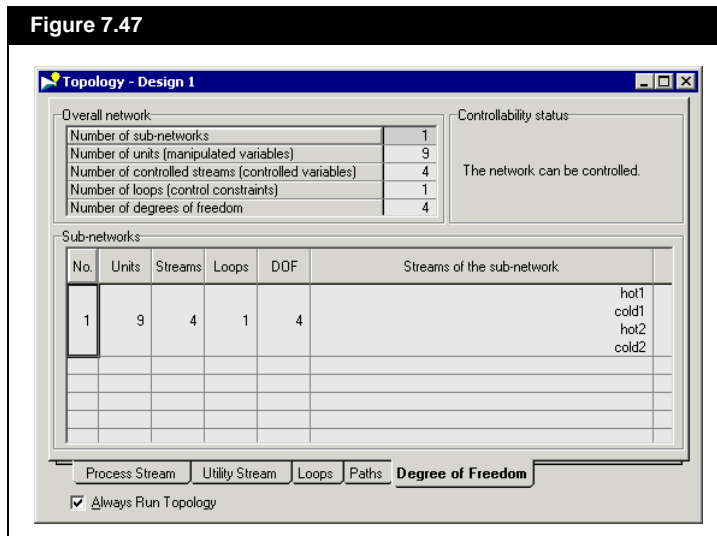 Figure 7.47
Topology - Design 1
Overall network
Number of sub-networks 1
Number of units (manipulated variables) 9
Number of controlled streams (controlled variables) 4
Number of loops (control constraints) 1
Number of degrees of freedom 4
Controllability status
The network can be controlled.
Sub-networks
No. Units Streams Loops DOF Streams of the sub-network
1 9 4 1 4 hot1
cold1
hot2
cold2
Process Stream Utility Stream Loops Paths Degree of Freedom
Always Run Topology